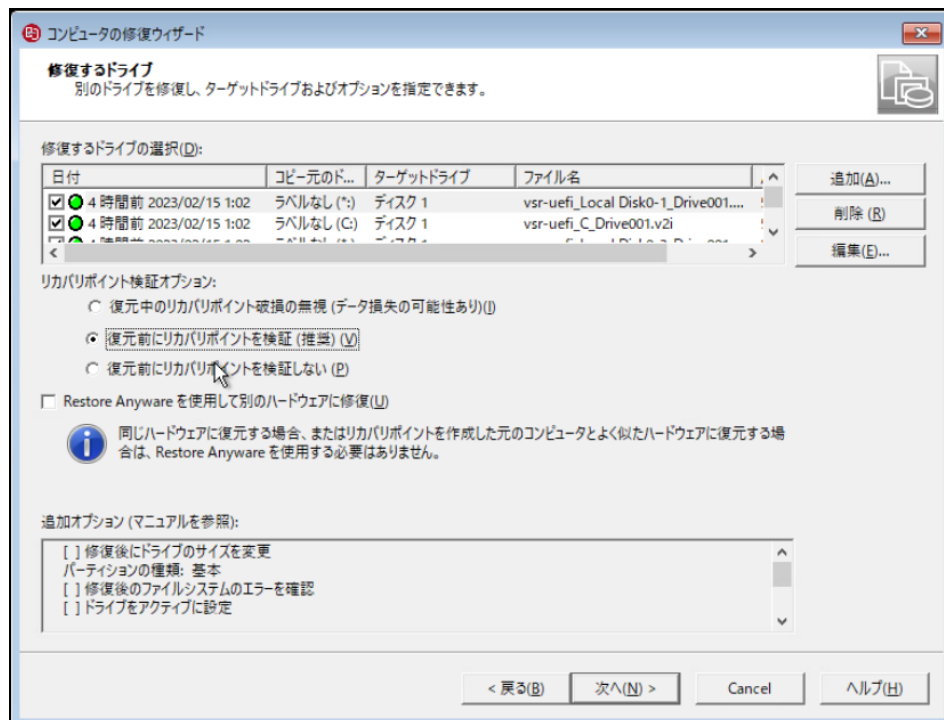 コンピュータの修復ウィザード
修復するドライブ
別のドライブを修復し、ターゲットドライブおよびオプションを指定できます。
修復するドライブの選択(D):
日付 コピー元のド... ターゲットドライブ ファイル名
4 時間前 2023/02/15 1:02 ラベルなし (*:) ディスク 1 vsr-uefi_Local Disk0-1_Drive001....
4 時間前 2023/02/15 1:02 ラベルなし (C:) ディスク 1 vsr-uefi_C_Drive001.v2i
追加(A)...
削除 (R)
編集(E)...
リカバリポイント検証オプション:
復元中のリカバリポイント破損の無視 (データ損失の可能性あり)(I)
復元前にリカバリポイントを検証 (推奨) (V)
復元前にリカバリポイントを検証しない (P)
Restore Anyware を使用して別のハードウェアに修復(U)
同じハードウェアに復元する場合、またはリカバリポイントを作成した元のコンピュータとよく似たハードウェアに復元する場
合は、Restore Anyware を使用する必要はありません。
追加オプション (マニュアルを参照):
[ ] 修復後にドライブのサイズを変更
パーティションの種類: 基本
[ ] 修復後のファイルシステムのエラーを確認
[ ] ドライブをアクティブに設定
< 戻る(B) 次へ(N) > Cancel ヘルプ(H)